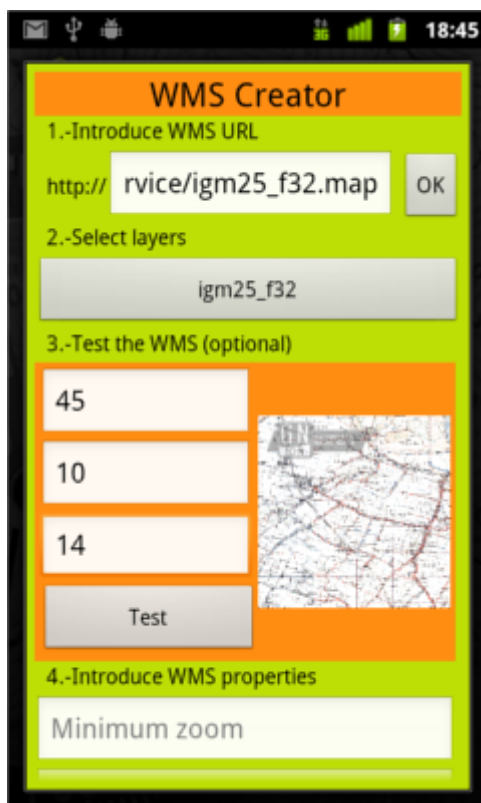 3G 18:45
WMS Creator
1.-Introduce WMS URL
http:// rvice/igm25_f32.map OK
2.-Select layers
igm25_f32
3.-Test the WMS (optional)
45
10
14
Test
4.-Introduce WMS properties
Minimum zoom